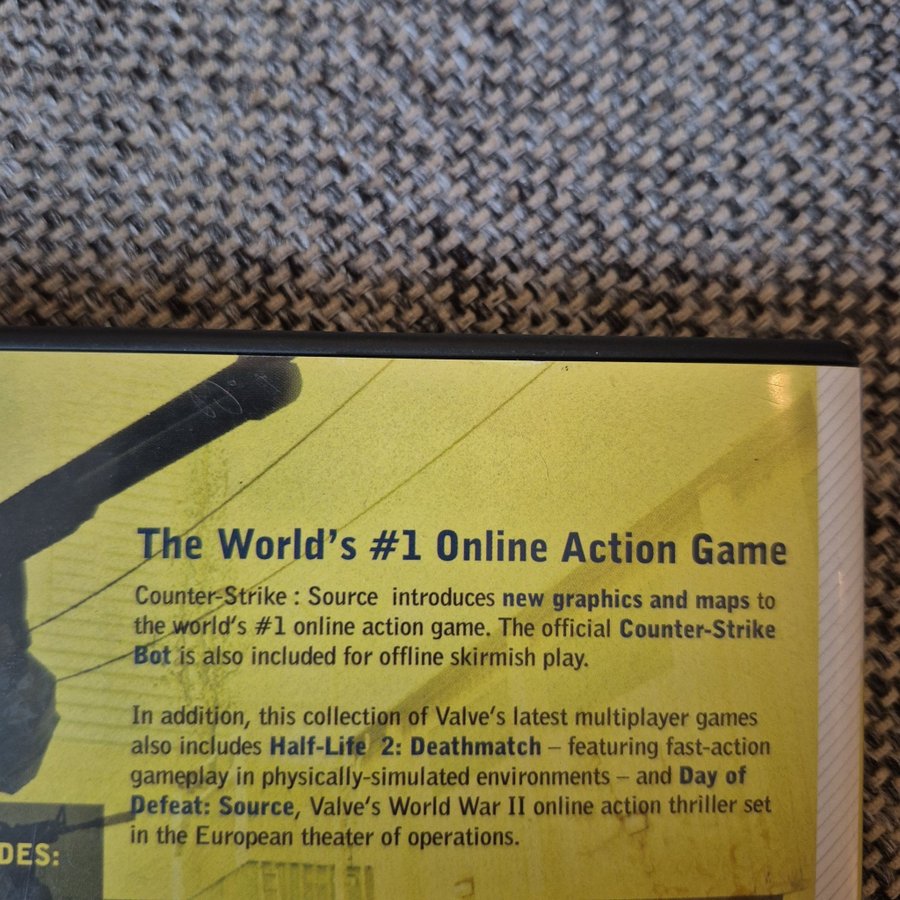 The World's #1 Online Action Game
Counter-Strike : Source introduces new graphics and maps to
the world's #1 online action game. The official Counter-Strike
Bot is also included for offline skirmish play.
In addition, this collection of Valve's latest multiplayer games
also includes Half-Life 2: Deathmatch – featuring fast-action
gameplay in physically-simulated environments – and Day of
Defeat: Source, Valve's World War II online action thriller set
in the European theater of operations.
DES: